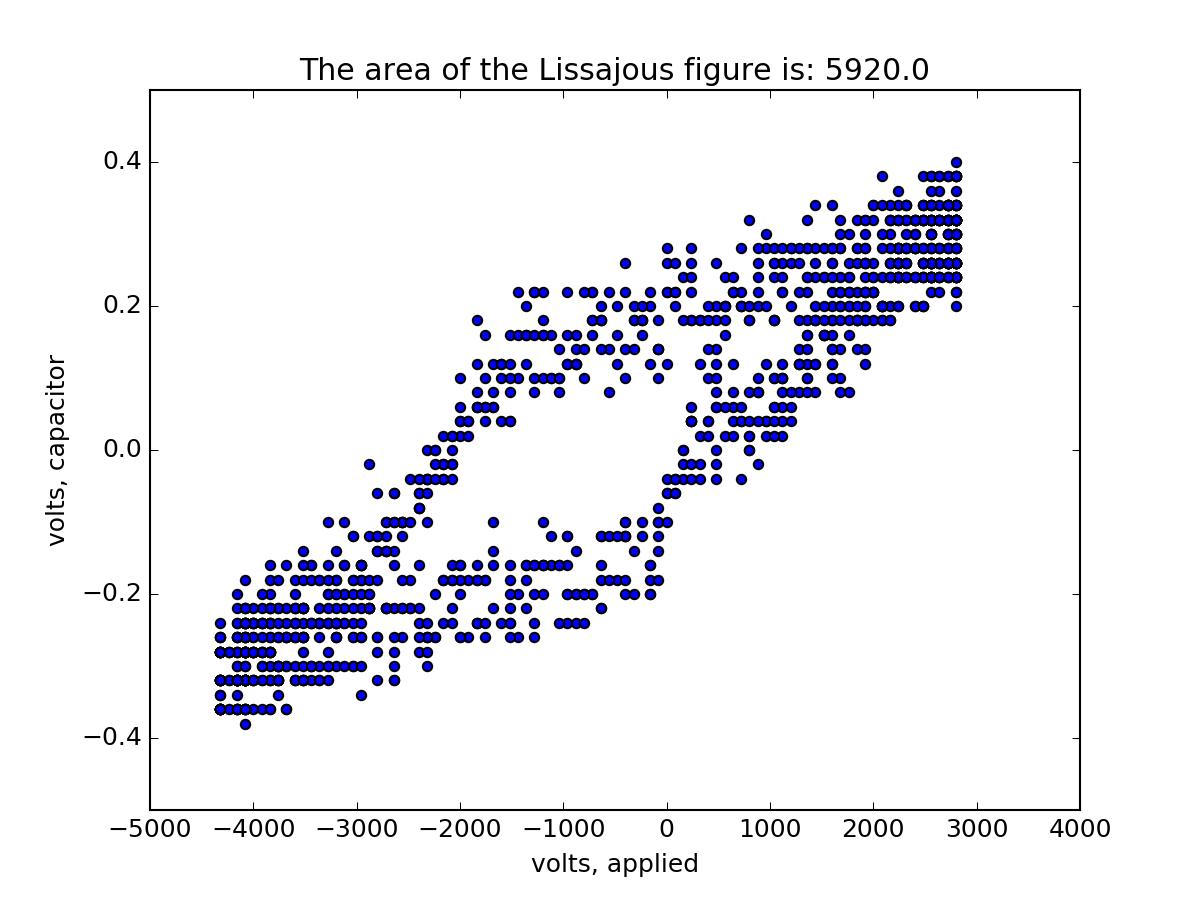 The area of the Lissajous figure is: 5920.0
0.4
0.2
0.0
−0.2
−0.4
volts, capacitor
−5000 −4000 −3000 −2000 −1000 0 1000 2000 3000 4000
volts, applied